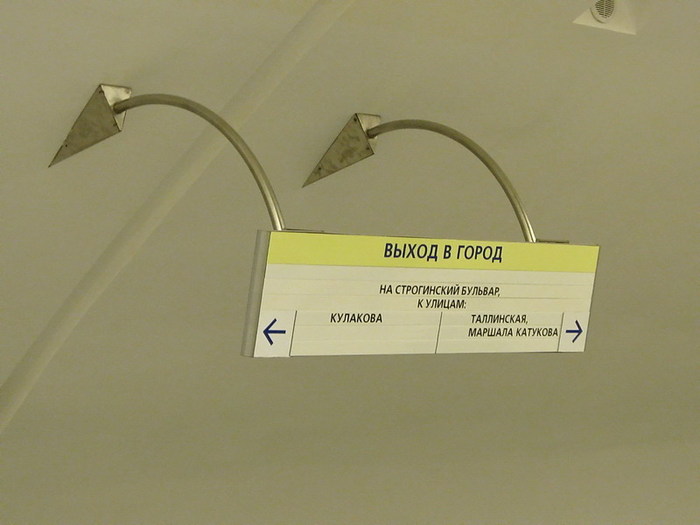 ВЫХОД В ГОРОД
НА СТРОГИНСКИЙ БУЛЬВАР,
К УЛИЦАМ:
КУЛАКОВА
ТАЛЛИНСКАЯ,
МАРШАЛА КАТУКОВА